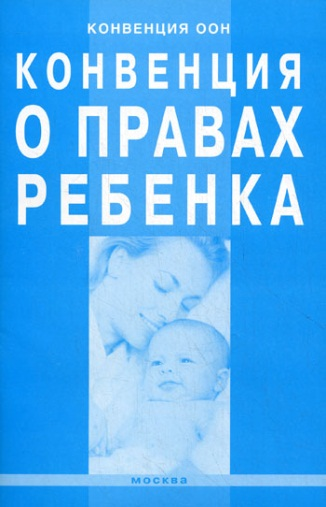 КОНВЕНЦИЯ ООН
КОНВЕНЦИЯ
О ПРАВАХ
РЕБЕНКА
МОСКВА